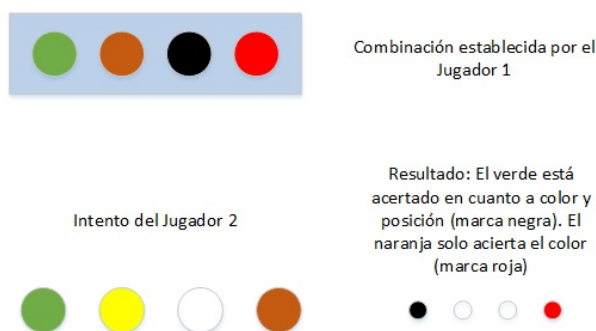 Combinación establecida por el
Jugador 1
Intento del Jugador 2
Resultado: El verde está
acertado en cuanto a color y
posición (marca negra). El
naranja solo acierta el color
(marca roja)